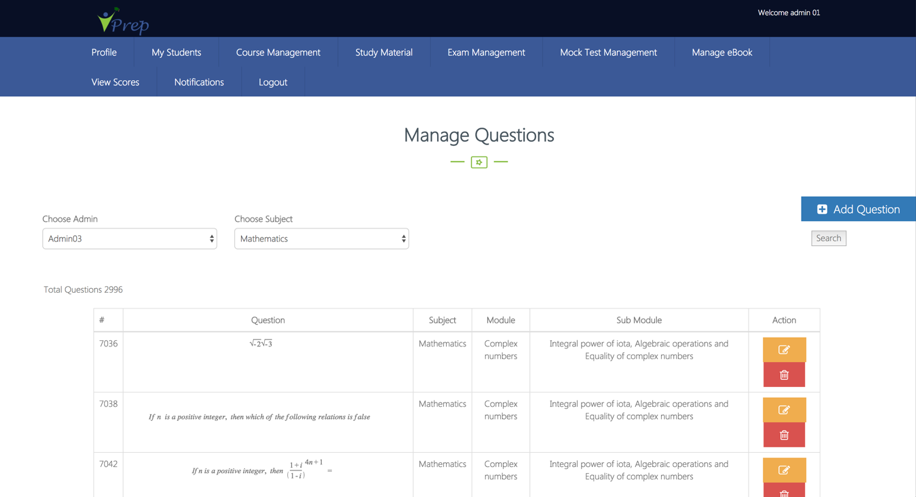 Prep
Welcome admin 01
Profile My Students Course Management Study Material Exam Management Mock Test Management Manage eBook
View Scores Notifications Logout
Manage Questions
Add Question
Choose Admin Choose Subject
Admin03 Mathematics Search
Total Questions 2996
# Question Subject Module Sub Module Action
7036 √-2√-3 Mathematics Complex Integral power of iota, Algebraic operations and
numbers Equality of complex numbers
7038 Mathematics Complex Integral power of iota, Algebraic operations and
If n is a positive integer, then which of the following relations is false numbers Equality of complex numbers
7042 If n is a positive integer, then (1+i/1-i)^4n+1 = Mathematics Complex Integral power of iota, Algebraic operations and
numbers Equality of complex numbers